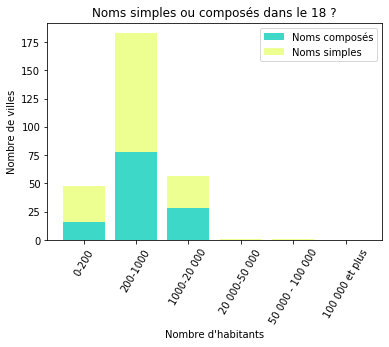 Noms simples ou composés dans le 18 ?
Noms composés
Noms simples
Nombre de villes
175
150
125
100
75
50
25
0
0-200
200-1000
1000-20 000
20 000-50 000
50 000 - 100 000
100 000 et plus
Nombre d'habitants